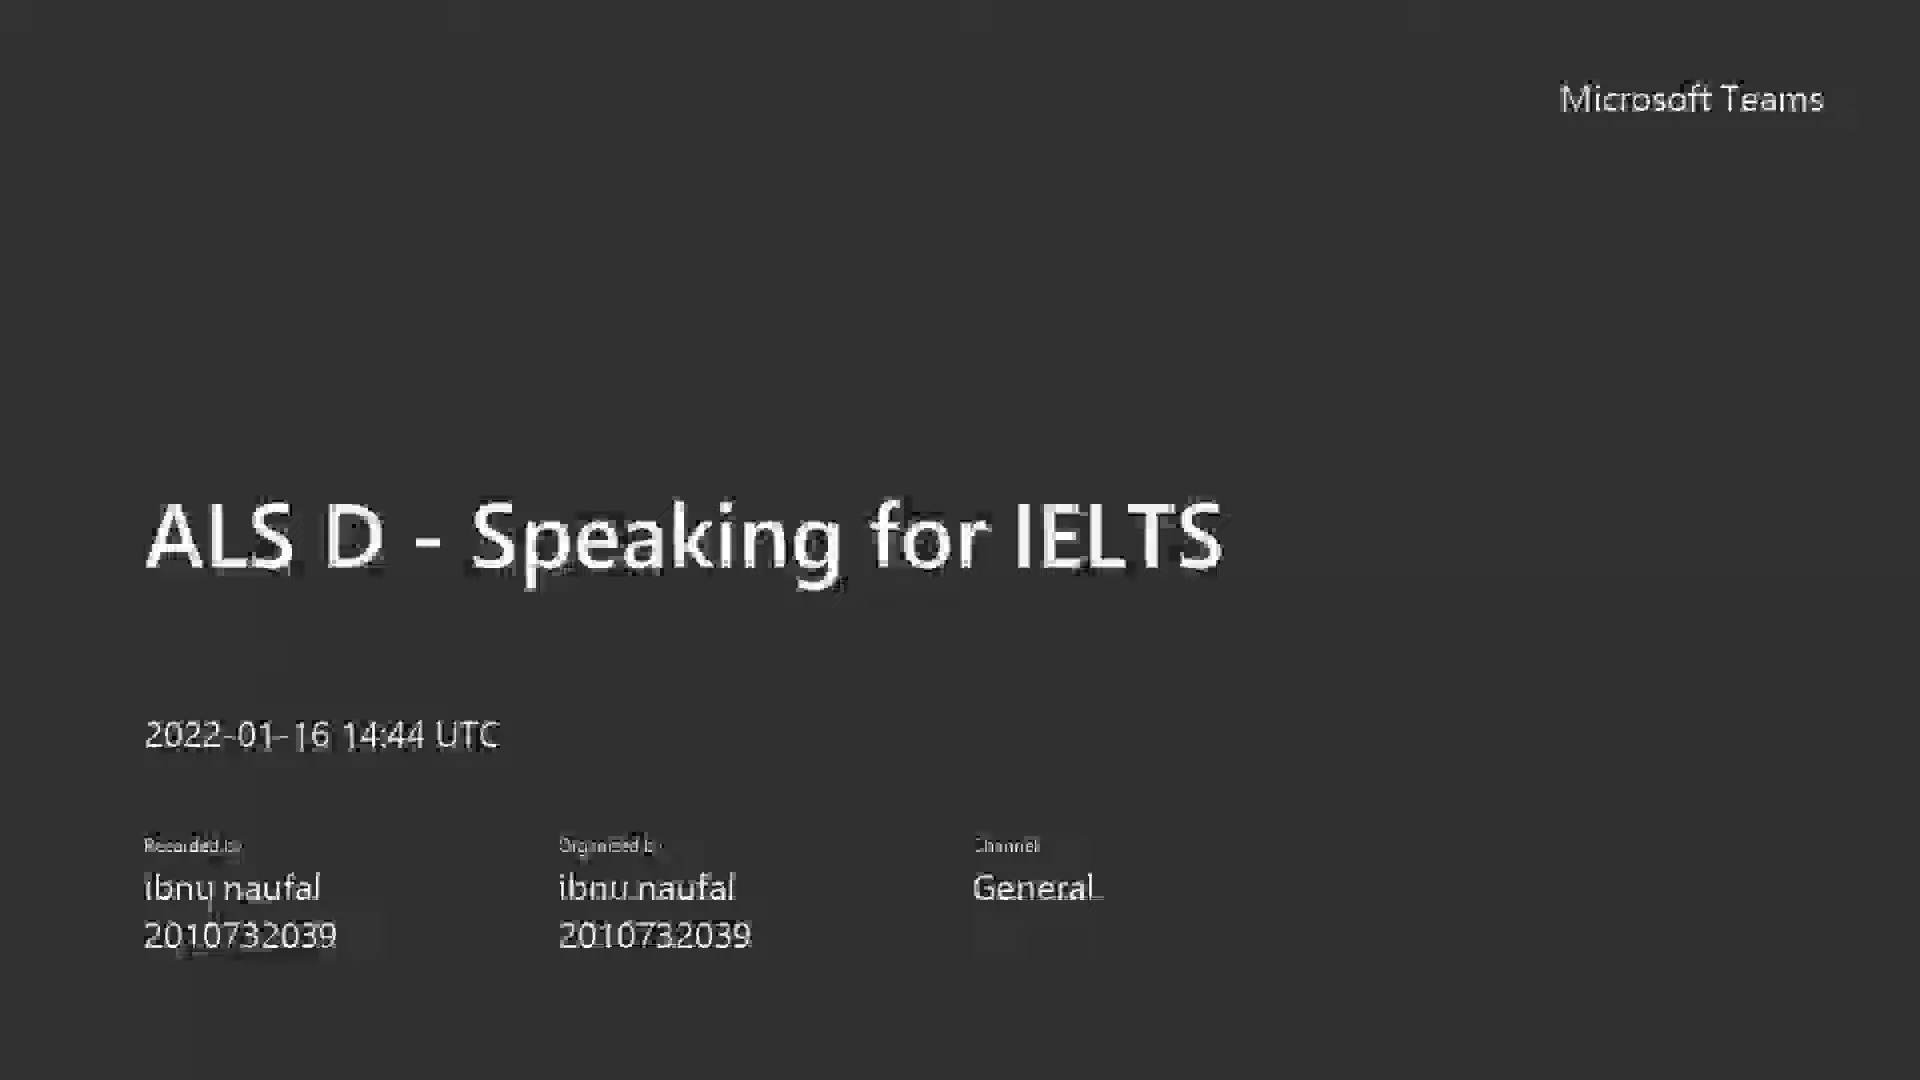 Microsoft Teams
ALS D - Speaking for IELTS
2022-01-16 14:44 UTC
Recorded by
Organized by
Channel
ibnu naufal
ibnu naufal
General
2010732039
2010732039